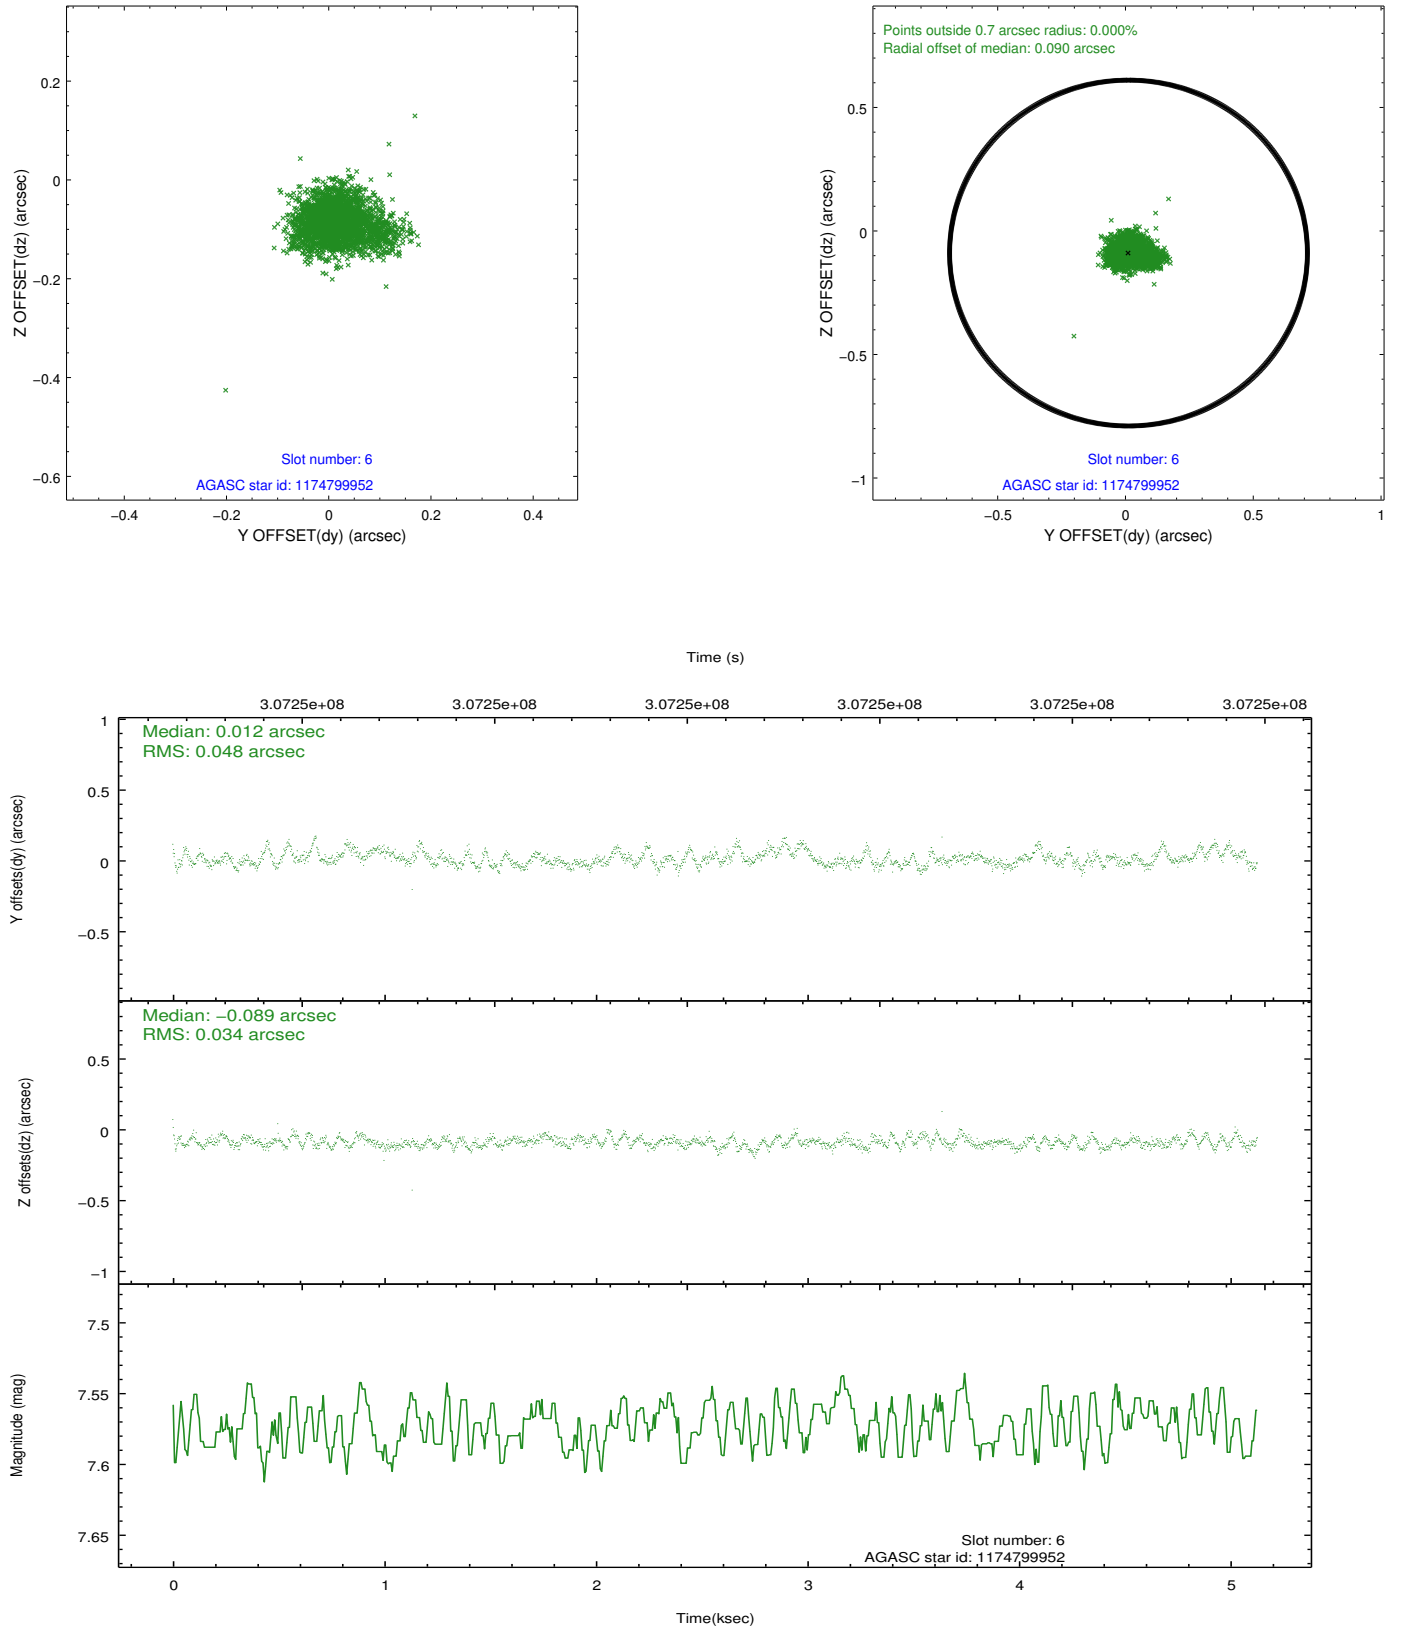 0.2
0
−0.2
−0.4
−0.6
Z OFFSET(dz) (arcsec)
Slot number: 6
AGASC star id: 1174799952
−0.4
−0.2
0
0.2
0.4
Y OFFSET(dy) (arcsec)
Points outside 0.7 arcsec radius: 0.000%
Radial offset of median: 0.090 arcsec
0.5
0
−0.5
−1
Z OFFSET(dz) (arcsec)
Slot number: 6
AGASC star id: 1174799952
−0.5
0
0.5
1
Y OFFSET(dy) (arcsec)
Time (s)
3.0725e+08
3.0725e+08
3.0725e+08
3.0725e+08
3.0725e+08
3.0725e+08
Median: 0.012 arcsec
RMS: 0.048 arcsec
1
0.5
0
−0.5
Y offsets(dy) (arcsec)
Median: −0.089 arcsec
RMS: 0.034 arcsec
0.5
0
−0.5
−1
Z offsets(dz) (arcsec)
7.5
7.55
7.6
7.65
Magnitude (mag)
Slot number: 6
AGASC star id: 1174799952
0
1
2
3
4
5
Time(ksec)